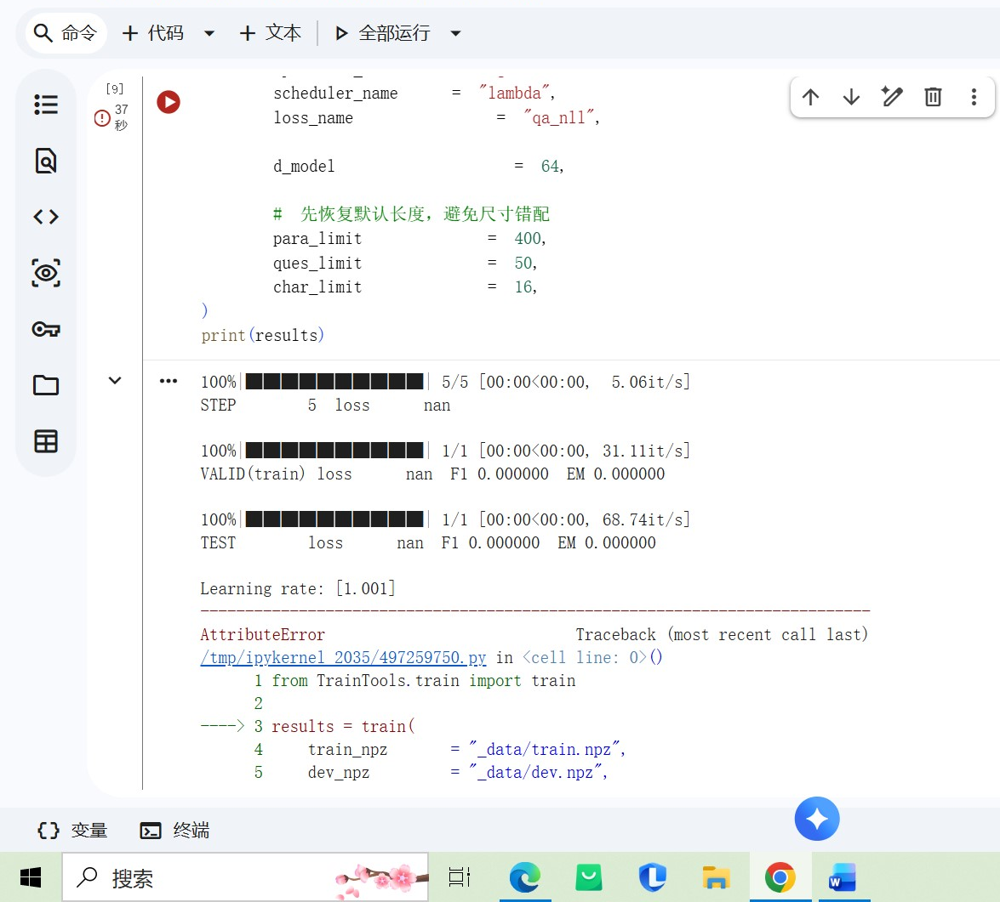 命令 + 代码 + 文本 全部运行
[9]
37
秒
scheduler_name = "lambda",
loss_name = "qa_nll",
d_model = 64,
# 先恢复默认长度，避免尺寸错配
para_limit = 400,
ques_limit = 50,
char_limit = 16,
)
print(results)
100%|██████████| 5/5 [00:00<00:00, 5.06it/s]
STEP 5 loss nan
100%|██████████| 1/1 [00:00<00:00, 31.11it/s]
VALID(train) loss nan F1 0.000000 EM 0.000000
100%|██████████| 1/1 [00:00<00:00, 68.74it/s]
TEST loss nan F1 0.000000 EM 0.000000
Learning rate: [1.001]
---------------------------------------------------------------------------
AttributeError Traceback (most recent call last)
/tmp/ipykernel_2035/497259750.py in <cell line: 0>()
1 from TrainTools.train import train
2
----> 3 results = train(
4 train_npz = "_data/train.npz",
5 dev_npz = "_data/dev.npz",
{} 变量 终端
搜索